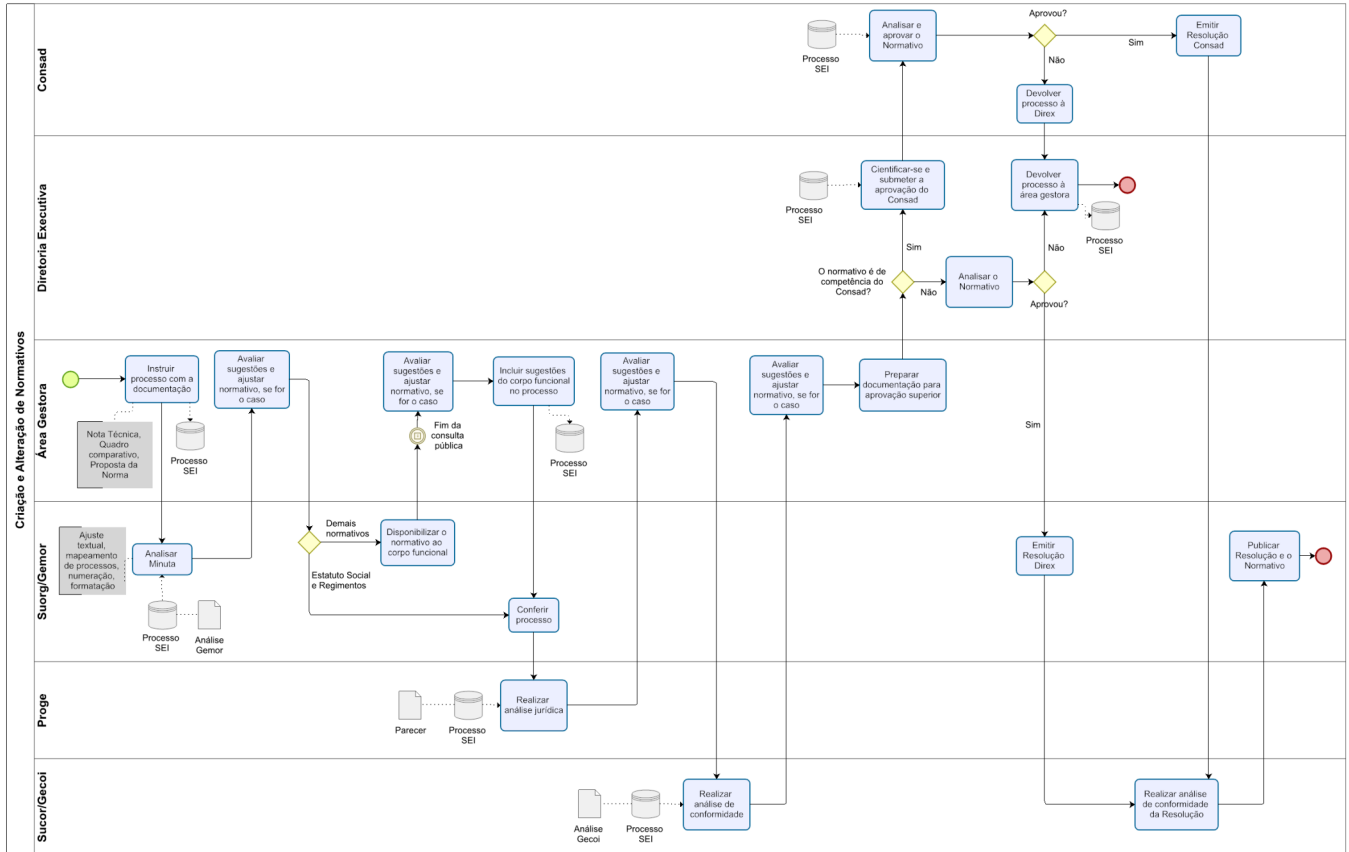 Criação e Alteração de Normativos
Consad
Processo
SEI
Analisar e
aprovar o
Normativo
Aprovou?
Sim
Não
Emitir
Resolução
Consad
Devolver
processo à
Direx
Diretoria Executiva
Processo
SEI
Cientificar-se e
submeter a
aprovação do
Consad
Devolver
processo à
área gestora
Processo
SEI
Sim
Não
O normativo é de
competência do
Consad?
Não
Analisar o
Normativo
Aprovou?
Área Gestora
Instruir
processo com a
documentação
Nota Técnica,
Quadro
comparativo,
Proposta da
Norma
Processo
SEI
Avaliar
sugestões e
ajustar
normativo, se for
o caso
Avaliar
sugestões e
ajustar
normativo, se
for o caso
Fim da
consulta
pública
Incluir sugestões
do corpo funcional
no processo
Processo
SEI
Avaliar
sugestões e
ajustar
normativo, se for
o caso
Avaliar
sugestões e
ajustar
normativo, se for
o caso
Preparar
documentação para
aprovação superior
Sim
Suorg/Gemor
Ajuste
textual,
mapeamento
de processos,
numeração,
formatação
Analisar
Minuta
Processo
SEI
Análise
Gemor
Demais
normativos
Estatuto Social
e Regimentos
Disponibilizar o
normativo ao
corpo funcional
Conferir
processo
Emitir
Resolução
Direx
Publicar
Resolução e o
Normativo
Proge
Parecer
Processo
SEI
Realizar
análise jurídica
Sucor/Gecoi
Análise
Gecoi
Processo
SEI
Realizar
análise de
conformidade
Realizar análise
de conformidade
da Resolução